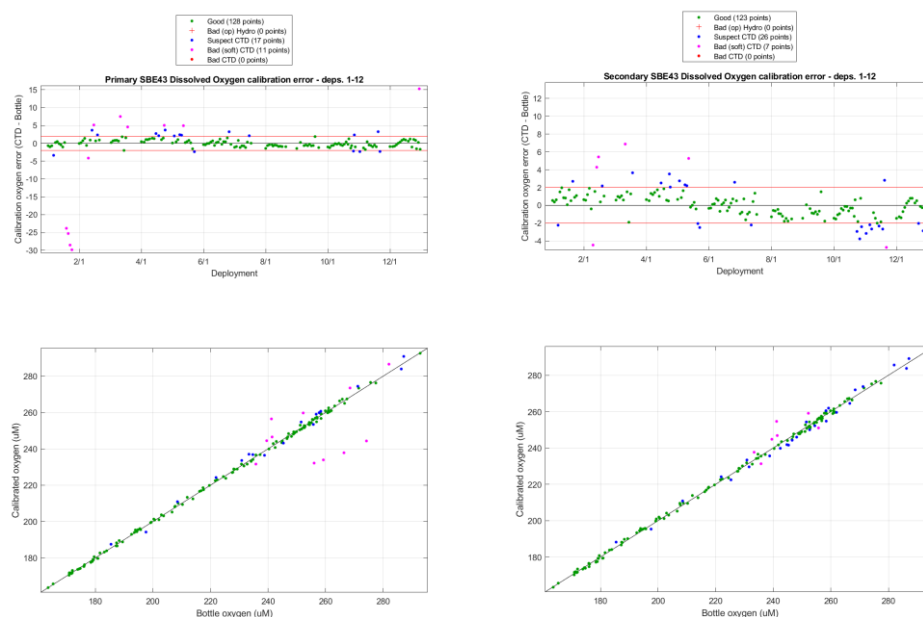 Good (128 points)
Bad (op) Hydro (0 points)
Suspect CTD (17 points)
Bad (soft) CTD (11 points)
Bad CTD (0 points)
Primary SBE43 Dissolved Oxygen calibration error - deps. 1-12
Calibration oxygen error (CTD - Bottle)
15
10
5
0
-5
-10
-15
-20
-25
-30
2/1 4/1 6/1 8/1 10/1 12/1
Deployment
Good (123 points)
Bad (op) Hydro (0 points)
Suspect CTD (26 points)
Bad (soft) CTD (7 points)
Bad CTD (0 points)
Secondary SBE43 Dissolved Oxygen calibration error - deps. 1-12
Calibration oxygen error (CTD - Bottle)
12
10
8
6
4
2
0
-2
-4
2/1 4/1 6/1 8/1 10/1 12/1
Deployment
Calibrated oxygen (uM)
280
260
240
220
200
180
180 200 220 240 260 280
Bottle oxygen (uM)
Calibrated oxygen (uM)
280
260
240
220
200
180
180 200 220 240 260 280
Bottle oxygen (uM)